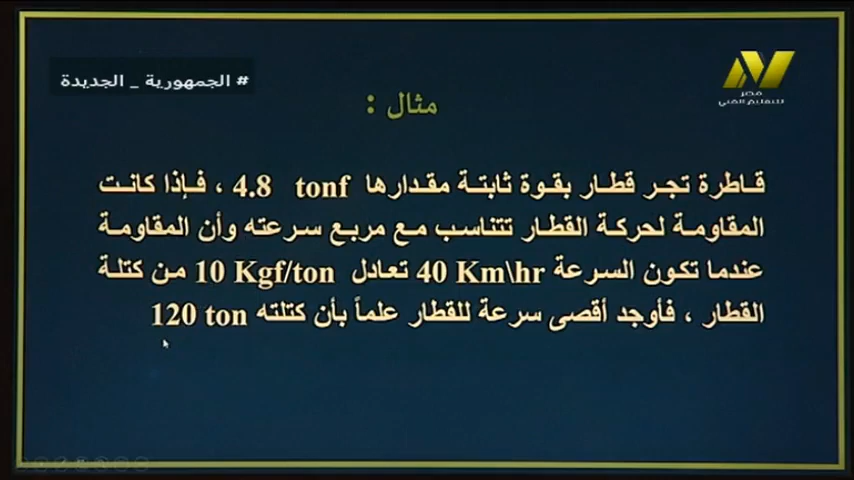 # الجمهورية _ الجديدة
مصر
للتعليم الفني
مثال :
قاطرة تجر قطار بقوة ثابتة مقدارها 4.8 tonf ، فإذا كانت
المقاومة لحركة القطار تتناسب مع مربع سرعته وأن المقاومة
عندما تكون السرعة 40 Km\hr تعادل 10 Kgf/ton من كتلة
القطار ، فأوجد أقصى سرعة للقطار علماً بأن كتلته 120 ton